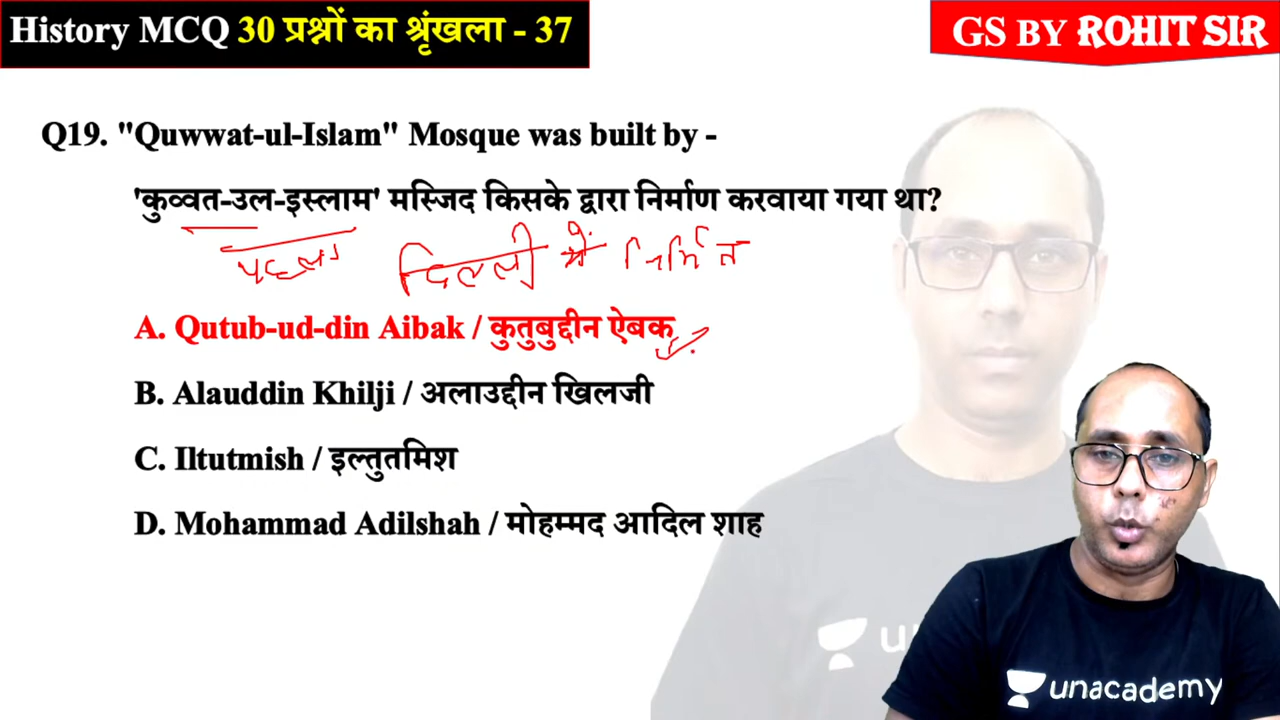 History MCQ 30 प्रश्नों का श्रृंखला - 37
GS BY ROHIT SIR
Q19. "Quwwat-ul-Islam" Mosque was built by -
'कुव्वत-उल-इस्लाम' मस्जिद किसके द्वारा निर्माण करवाया गया था?
पहला दिल्ली में निर्मित
A. Qutub-ud-din Aibak / कुतुबुद्दीन ऐबक
B. Alauddin Khilji / अलाउद्दीन खिलजी
C. Iltutmish / इल्तुतमिश
D. Mohammad Adilshah / मोहम्मद आदिल शाह
unacademy